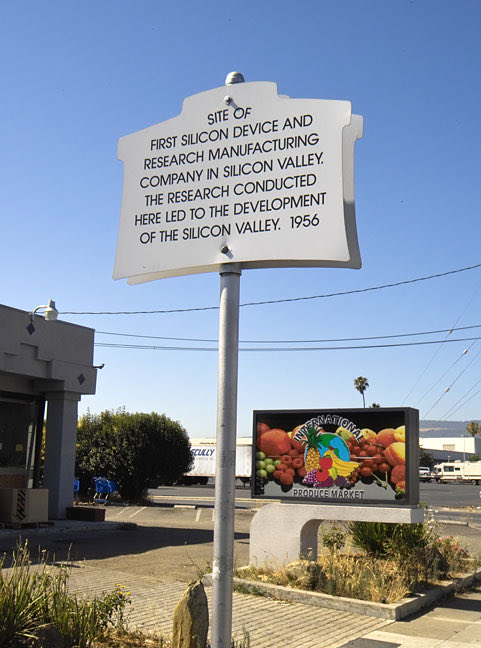 SITE OF
FIRST SILICON DEVICE AND
RESEARCH MANUFACTURING
COMPANY IN SILICON VALLEY.
THE RESEARCH CONDUCTED
HERE LED TO THE DEVELOPMENT
OF THE SILICON VALLEY. 1956
INTERNATIONAL
PRODUCE MARKET
SCULLY